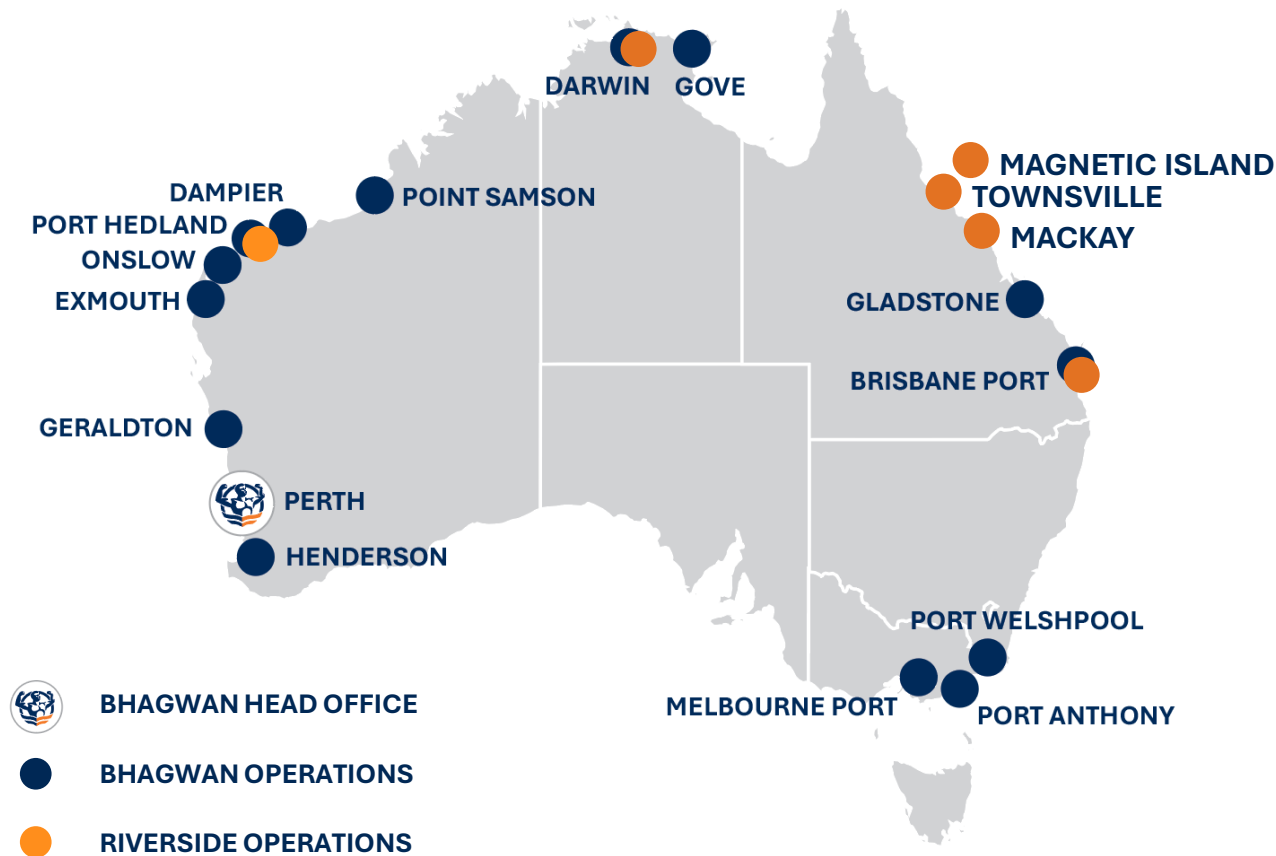 DARWIN
GOVE
MAGNETIC ISLAND
TOWNSVILLE
MACKAY
DAMPIER
POINT SAMSON
PORT HEDLAND
ONSLOW
EXMOUTH
GLADSTONE
BRISBANE PORT
GERALDTON
PERTH
HENDERSON
PORT WELSHPOOL
MELBOURNE PORT
PORT ANTHONY
BHAGWAN HEAD OFFICE
BHAGWAN OPERATIONS
RIVERSIDE OPERATIONS